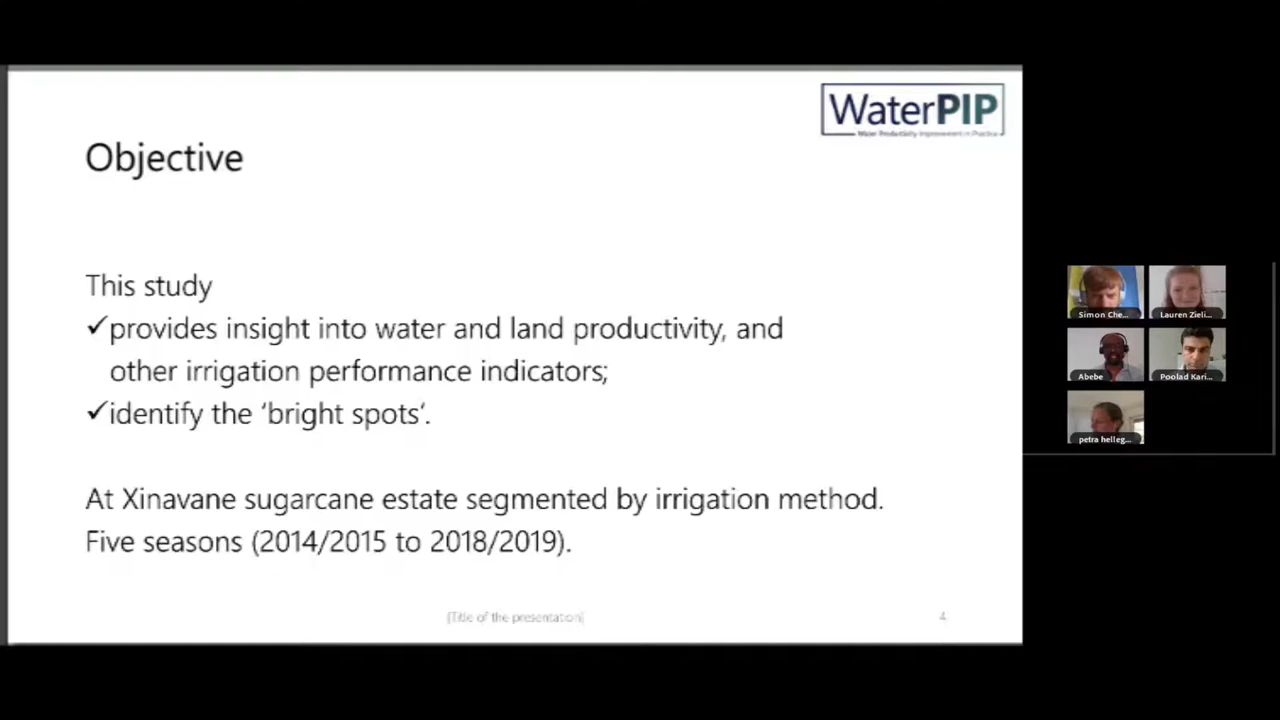 WaterPIP
Water Productivity Improvement in Practice
Objective
This study
✓provides insight into water and land productivity, and
other irrigation performance indicators;
✓identify the ‘bright spots’.
At Xinavane sugarcane estate segmented by irrigation method.
Five seasons (2014/2015 to 2018/2019).
[Title of the presentation]
4
Simon Che...
Lauren Zieli...
Abebe
Poolad Kari...
petra helleg...